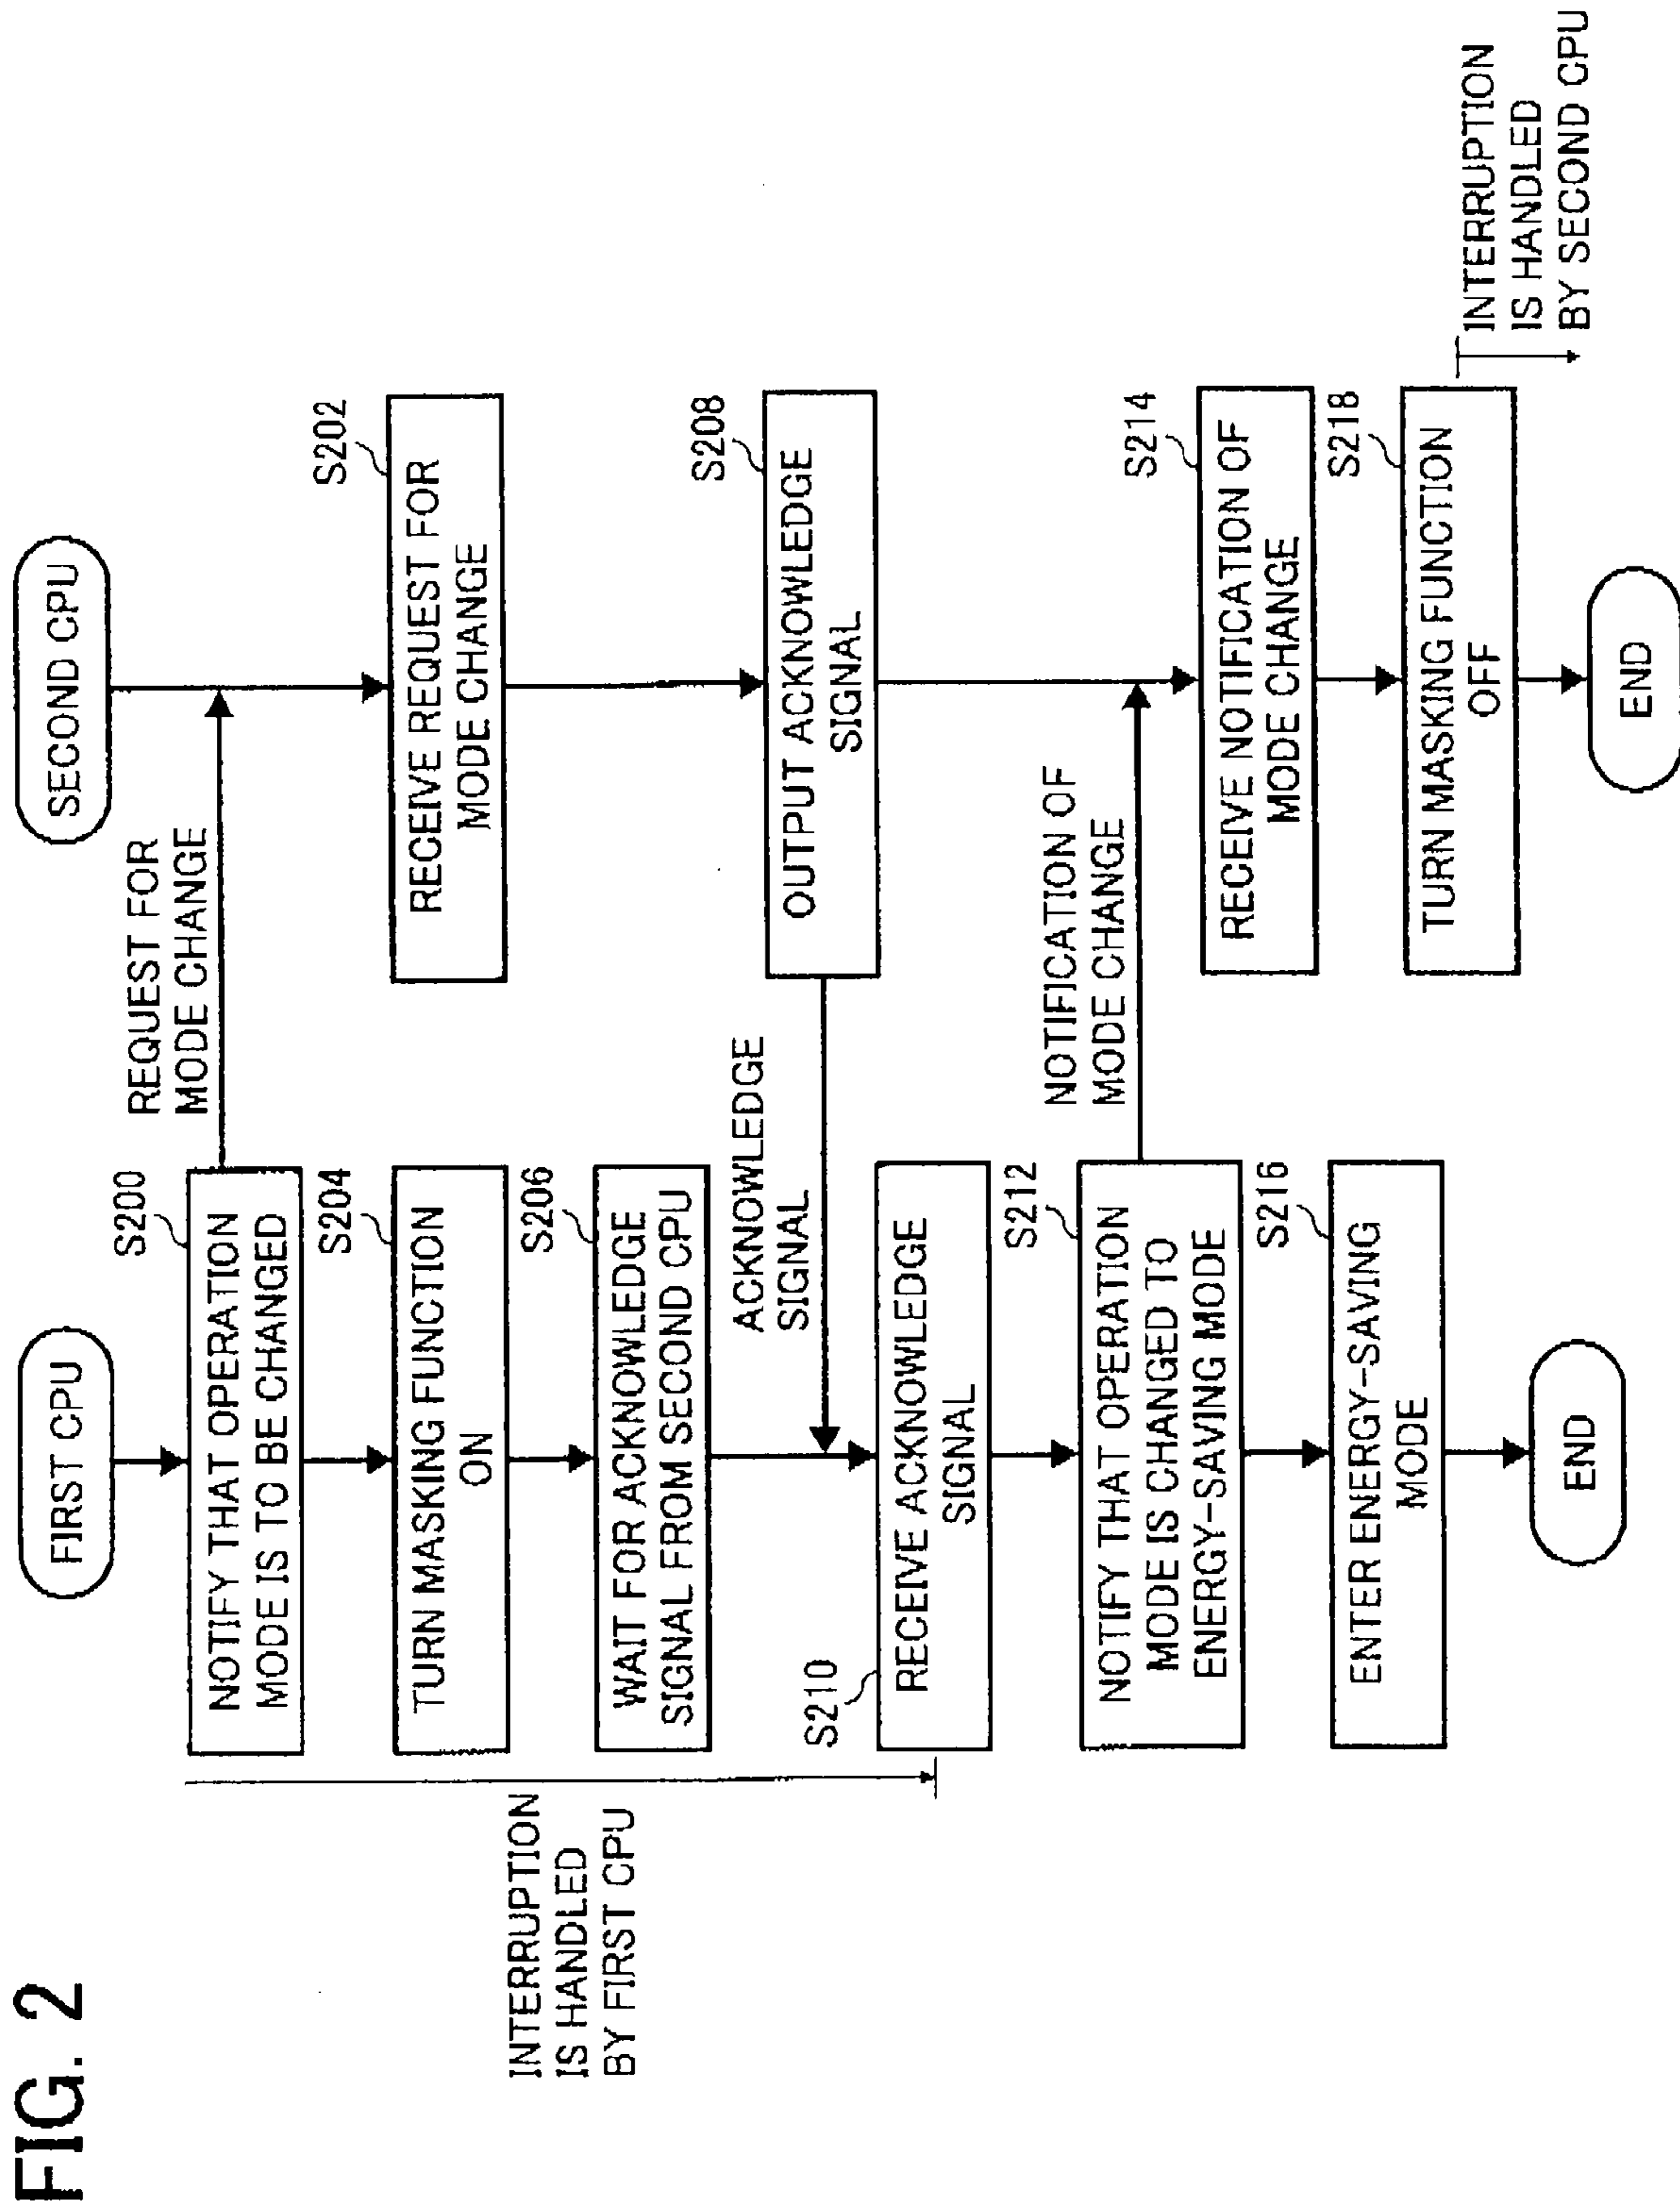 FIG. 2
FIRST CPU
S200
NOTIFY THAT OPERATION
MODE IS TO BE CHANGED
S204
TURN MASKING FUNCTION
ON
S206
WAIT FOR ACKNOWLEDGE
SIGNAL FROM SECOND CPU
S210
RECEIVE ACKNOWLEDGE
SIGNAL
S212
NOTIFY THAT OPERATION
MODE IS CHANGED TO
ENERGY-SAVING MODE
S216
ENTER ENERGY-SAVING
MODE
END
INTERRUPTION
IS HANDLED
BY FIRST CPU
REQUEST FOR
MODE CHANGE
ACKNOWLEDGE
SIGNAL
NOTIFICATION OF
MODE CHANGE
SECOND CPU
S202
RECEIVE REQUEST FOR
MODE CHANGE
S208
OUTPUT ACKNOWLEDGE
SIGNAL
S214
RECEIVE NOTIFICATION OF
MODE CHANGE
S218
TURN MASKING FUNCTION
OFF
END
INTERRUPTION
IS HANDLED
BY SECOND CPU